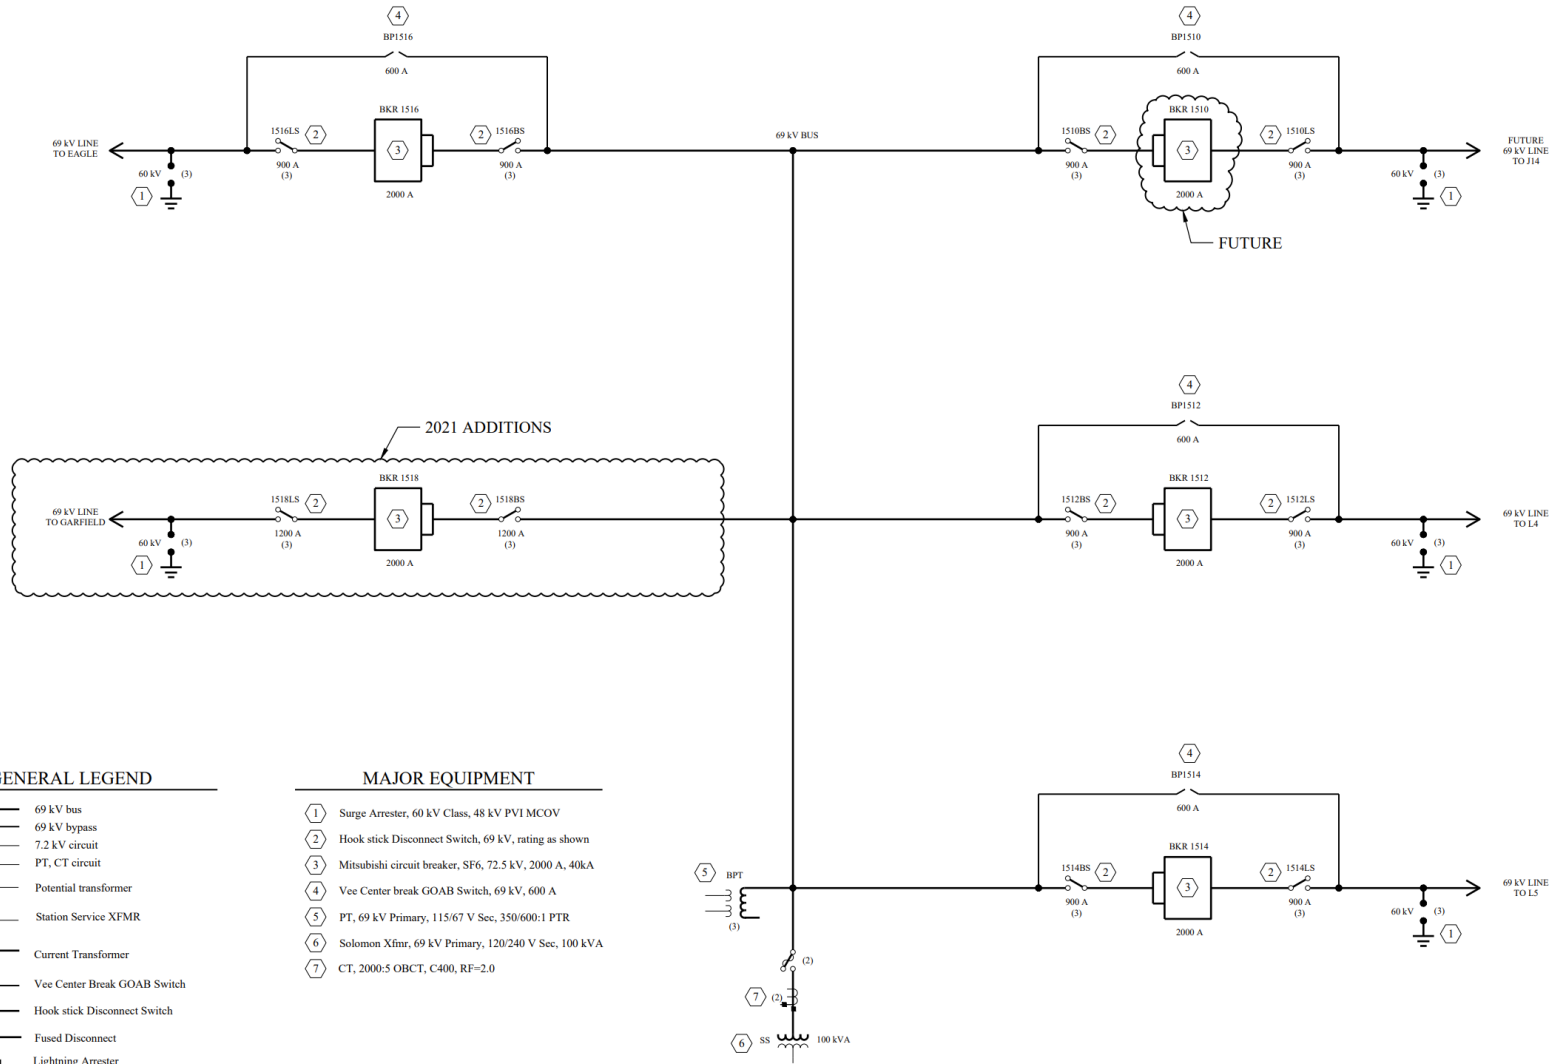 4
BP1516
600 A
BKR 1516
1516LS
2
3
2
1516BS
69 kV LINE
TO EAGLE
900 A
(3)
900 A
(3)
60 kV
(3)
1
2000 A
69 kV BUS
4
BP1510
600 A
BKR 1510
1510BS
2
3
2
1510LS
900 A
(3)
900 A
(3)
2000 A
FUTURE
69 kV LINE
TO J14
60 kV
(3)
1
FUTURE
2021 ADDITIONS
BKR 1518
1518LS
2
3
2
1518BS
69 kV LINE
TO GARFIELD
1200 A
(3)
1200 A
(3)
60 kV
(3)
1
2000 A
4
BP1512
600 A
BKR 1512
1512BS
2
3
2
1512LS
900 A
(3)
900 A
(3)
2000 A
69 kV LINE
TO L4
60 kV
(3)
1
4
BP1514
600 A
BKR 1514
1514BS
2
3
2
1514LS
900 A
(3)
900 A
(3)
2000 A
69 kV LINE
TO L5
60 kV
(3)
1
5
BPT
(3)
(2)
7
(2)
6
SS
100 kVA
GENERAL LEGEND
69 kV bus
69 kV bypass
7.2 kV circuit
PT, CT circuit
Potential transformer
Station Service XFMR
Current Transformer
Vee Center Break GOAB Switch
Hook stick Disconnect Switch
Fused Disconnect
Lightning Arrester
MAJOR EQUIPMENT
1 Surge Arrester, 60 kV Class, 48 kV PVI MCOV
2 Hook stick Disconnect Switch, 69 kV, rating as shown
3 Mitsubishi circuit breaker, SF6, 72.5 kV, 2000 A, 40kA
4 Vee Center break GOAB Switch, 69 kV, 600 A
5 PT, 69 kV Primary, 115/67 V Sec, 350/600:1 PTR
6 Solomon Xfmr, 69 kV Primary, 120/240 V Sec, 100 kVA
7 CT, 2000:5 OBCT, C400, RF=2.0